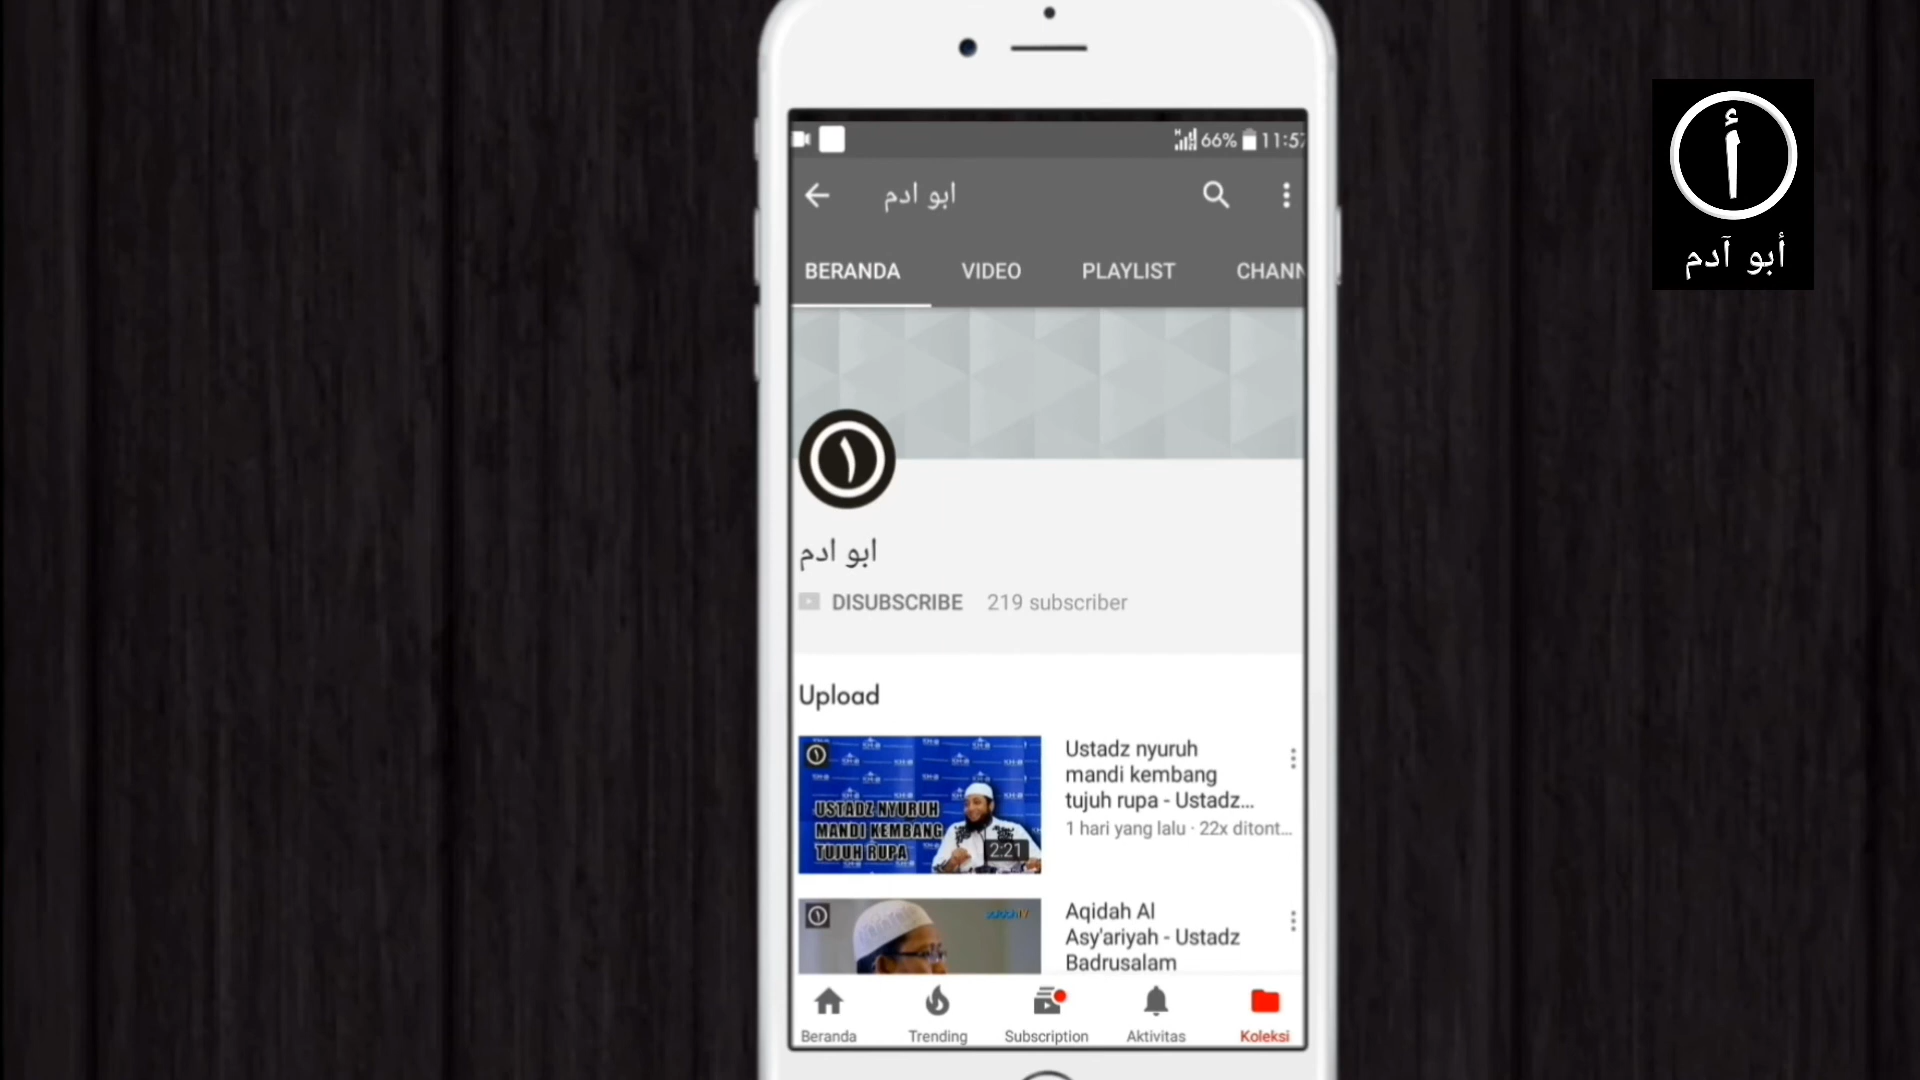 66% 11:57
ابو ادم
BERANDA VIDEO PLAYLIST CHANN
ابو ادم
DISUBSCRIBE 219 subscriber
Upload
USTADZ NYURUH
MANDI KEMBANG
TUJUH RUPA
2:21
Ustadz nyuruh
mandi kembang
tujuh rupa - Ustadz...
1 hari yang lalu · 22x ditont...
Aqidah Al
Asy'ariyah - Ustadz
Badrusalam
Beranda Trending Subscription Aktivitas Koleksi
أ
أبو آدم